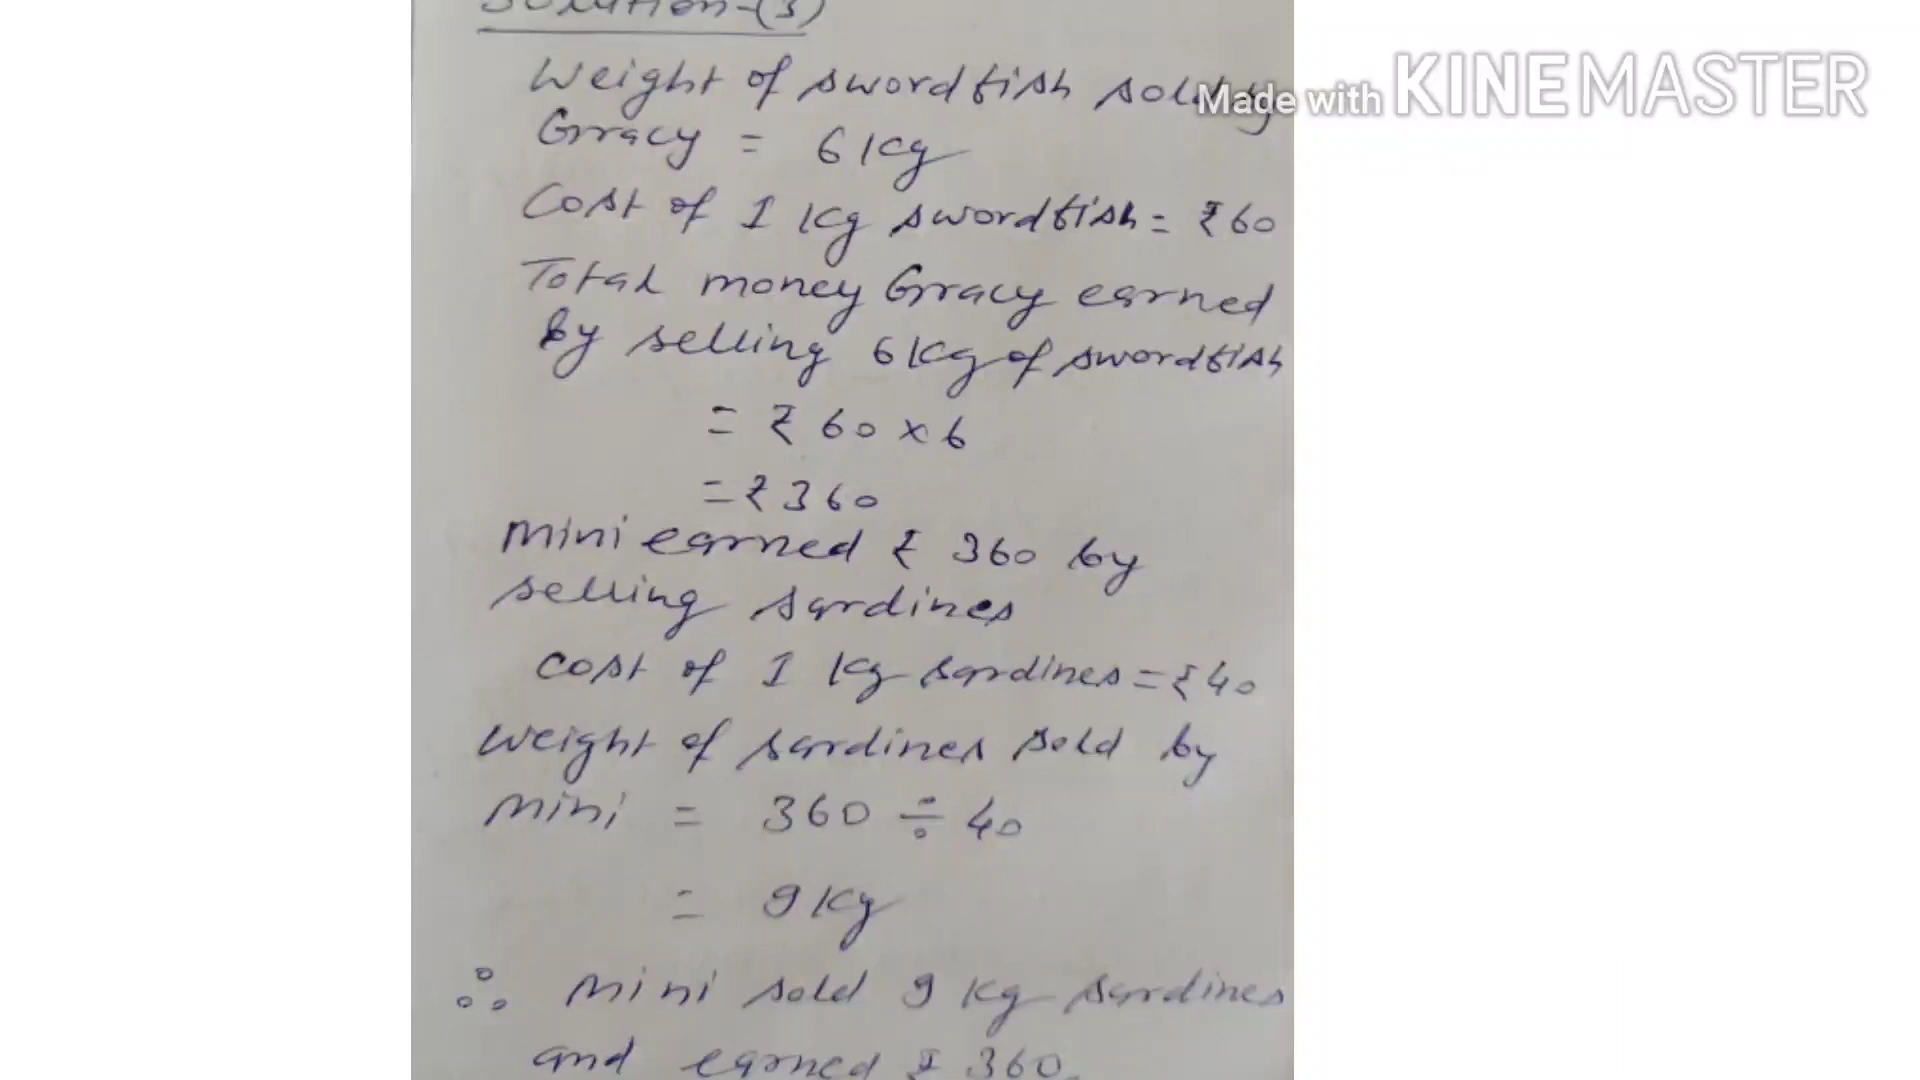 Solution-(3)
Weight of swordfish sold by
Gracy = 6 Kg
Cost of 1 Kg swordfish = ₹60
Total money Gracy earned
by selling 6 Kg of swordfish
= ₹ 60 × 6
= ₹ 360
Mini earned ₹ 360 by
selling sardines
cost of 1 Kg sardines = ₹40
Weight of sardines sold by
Mini = 360 ÷ 40
= 9 Kg
∴ Mini sold 9 Kg sardines
and earned ₹ 360.
Made with KINEMASTER